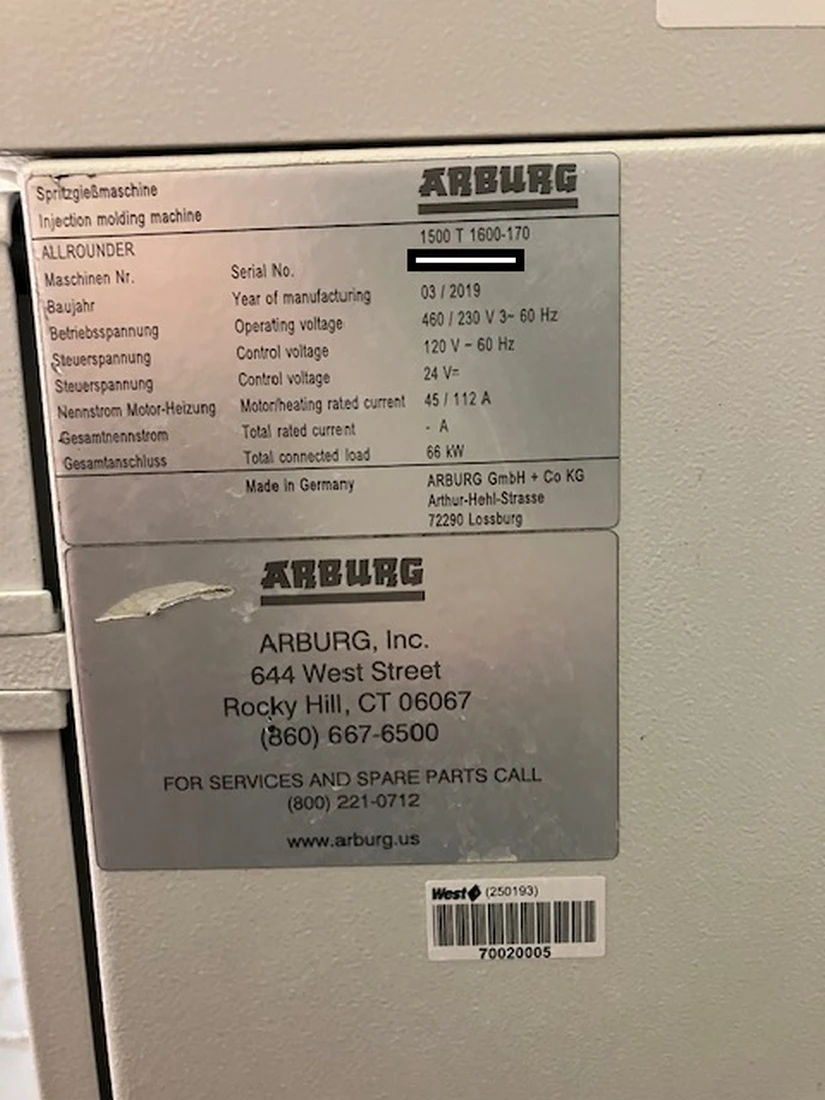 Spritzgießmaschine
Injection molding machine
ARBURG
ALLROUNDER 1500 T 1600-170
Maschinen Nr. Serial No.
Baujahr Year of manufacturing 03 / 2019
Betriebsspannung Operating voltage 460 / 230 V 3~ 60 Hz
Steuerspannung Control voltage 120 V ~ 60 Hz
Steuerspannung Control voltage 24 V=
Nennstrom Motor-Heizung Motor/heating rated current 45 / 112 A
Gesamtnennstrom Total rated current - A
Gesamtanschluss Total connected load 66 kW
Made in Germany ARBURG GmbH + Co KG
Arthur-Hehl-Strasse
72290 Lossburg
ARBURG
ARBURG, Inc.
644 West Street
Rocky Hill, CT 06067
(860) 667-6500
FOR SERVICES AND SPARE PARTS CALL
(800) 221-0712
www.arburg.us
West (250193)
70020005